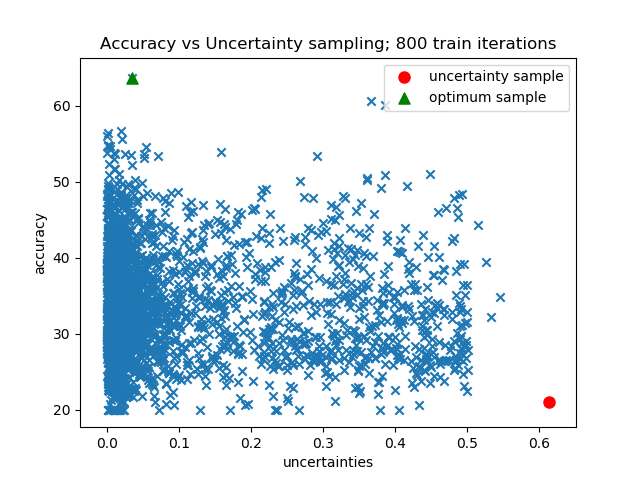 Accuracy vs Uncertainty sampling; 800 train iterations
uncertainty sample
optimum sample
60
50
40
30
20
accuracy
0.0 0.1 0.2 0.3 0.4 0.5 0.6
uncertainties